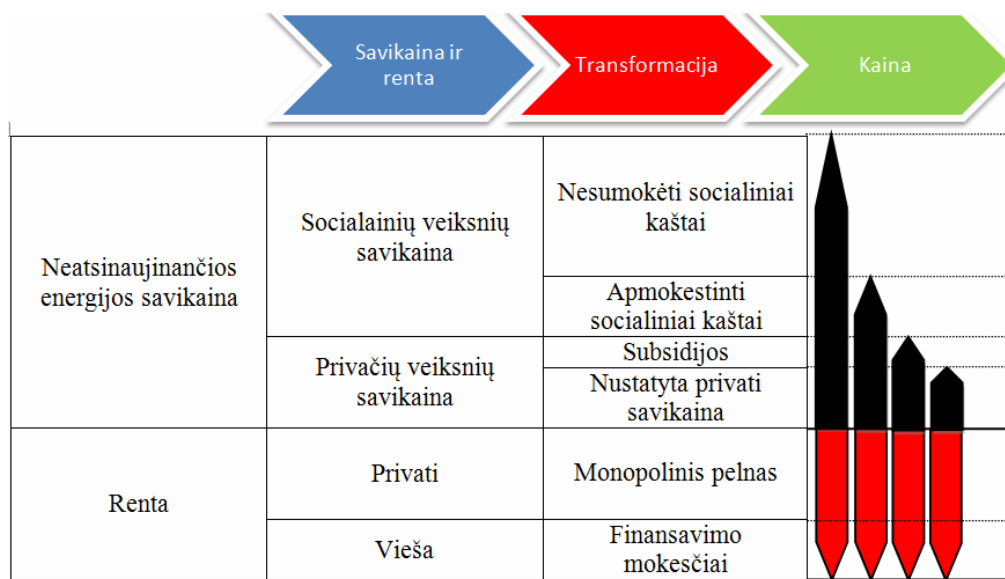 Savikaina ir
renta
Transformacija
Kaina
Neatsinaujinančios
energijos savikaina
Socialainių veiksnių
savikaina
Nesumokėti socialiniai
kaštai
Apmokestinti
socialiniai kaštai
Privačių veiksnių
savikaina
Subsidijos
Nustatyta privati
savikaina
Renta
Privati
Monopolinis pelnas
Vieša
Finansavimo
mokesčiai